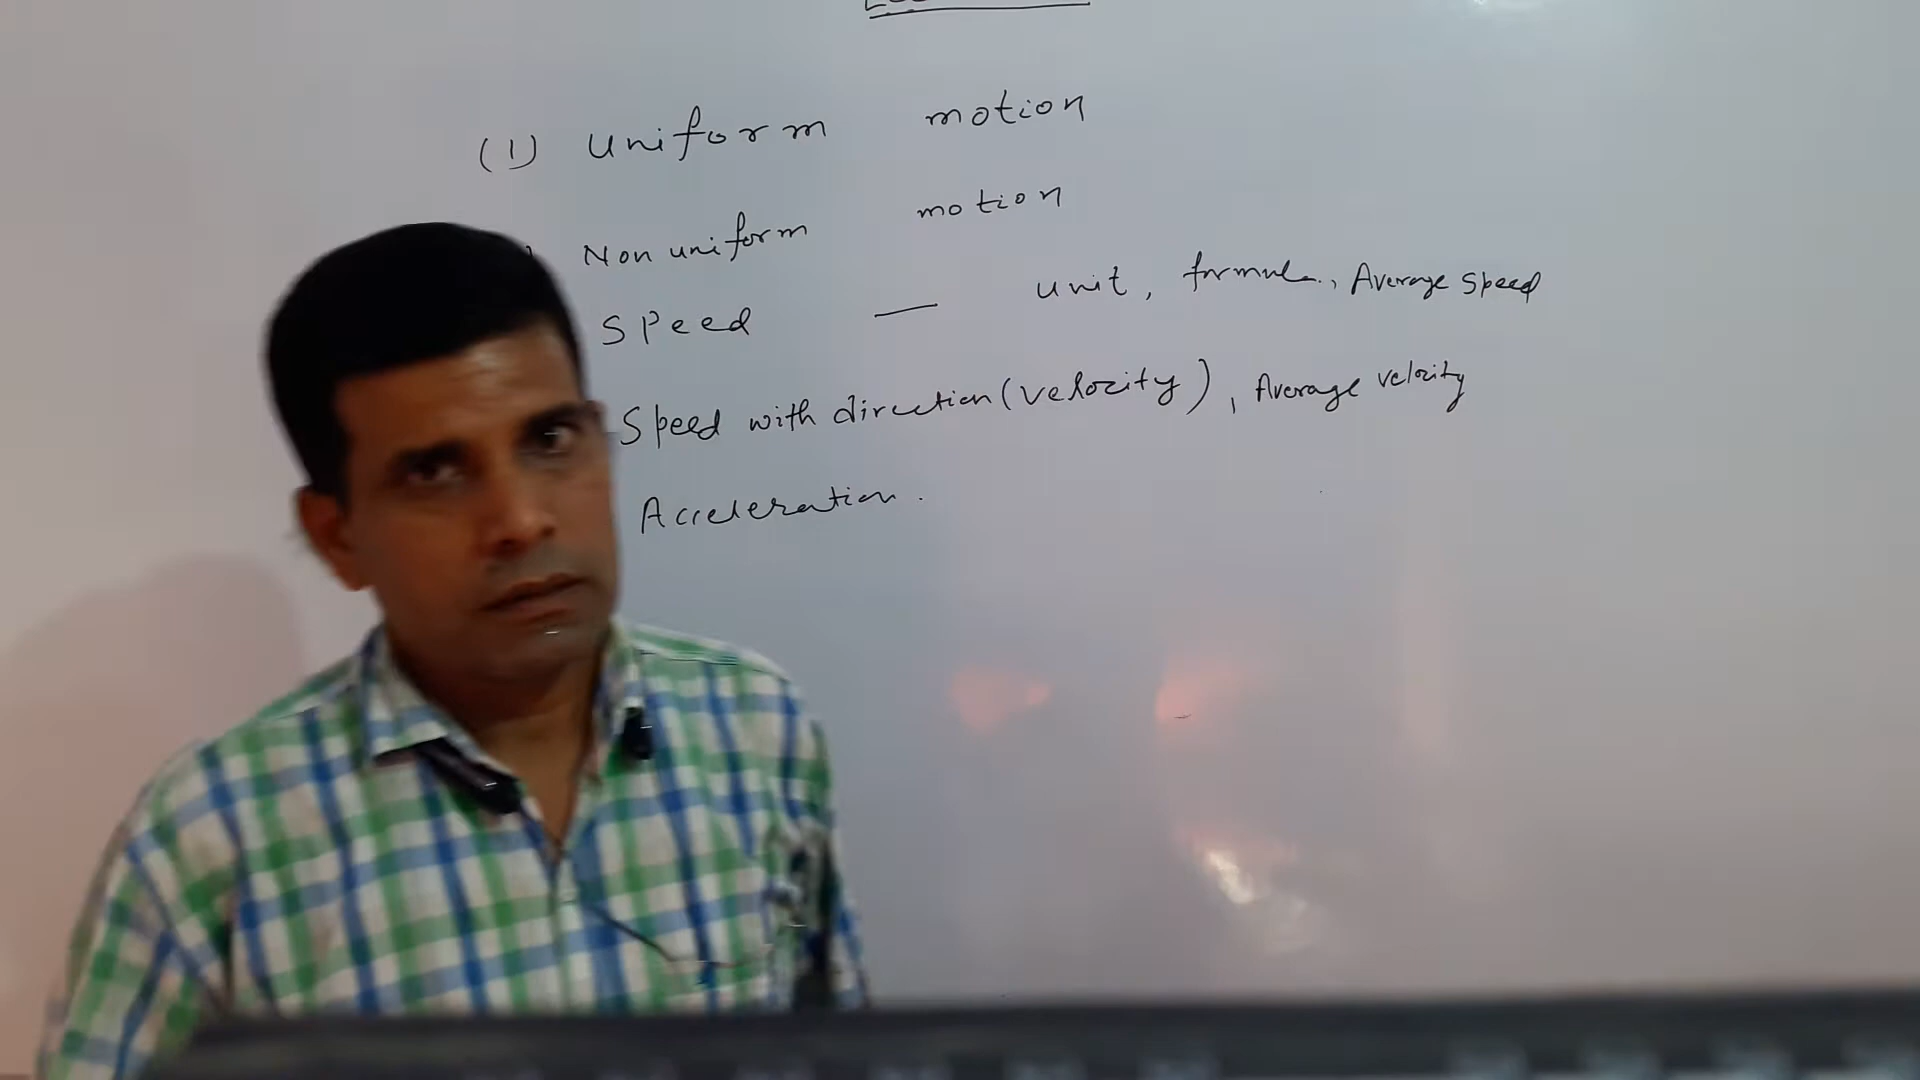 (1) Uniform motion
Non uniform motion
Speed — unit, formula, Average speed
Speed with direction (velocity), Average velocity
Acceleration.